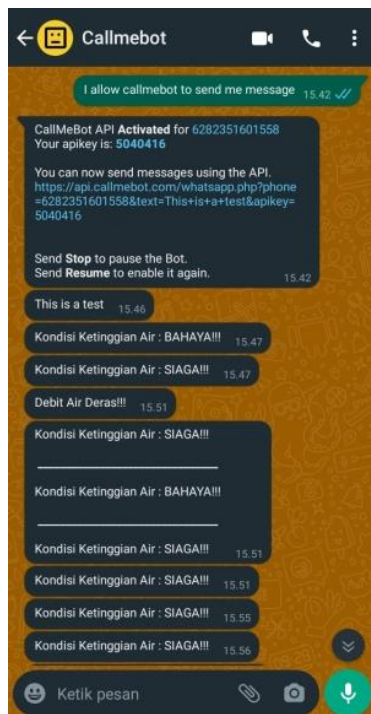 Callmebot
I allow callmebot to send me message 15.42
CallMeBot API Activated for 6282351601558
Your apikey is: 5040416
You can now send messages using the API.
https://api.callmebot.com/whatsapp.php?phone
=6282351601558&text=This+is+a+test&apikey=
5040416
Send Stop to pause the Bot.
Send Resume to enable it again.
15.42
This is a test 15.46
Kondisi Ketinggian Air : BAHAYA!!! 15.47
Kondisi Ketinggian Air : SIAGA!!! 15.47
Debit Air Deras!!! 15.51
Kondisi Ketinggian Air : SIAGA!!!
Kondisi Ketinggian Air : BAHAYA!!!
Kondisi Ketinggian Air : SIAGA!!! 15.51
Kondisi Ketinggian Air : SIAGA!!! 15.51
Kondisi Ketinggian Air : SIAGA!!! 15.55
Kondisi Ketinggian Air : SIAGA!!! 15.56
Ketik pesan